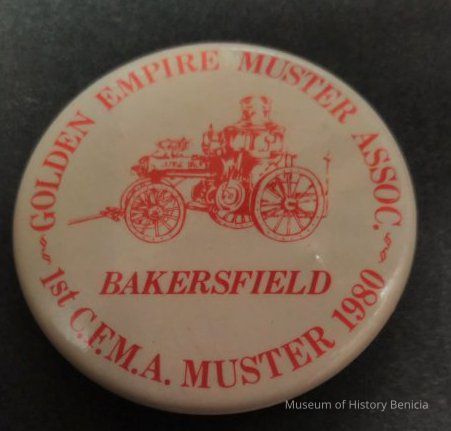 GOLDEN EMPIRE MUSTER ASSOC.
BAKERSFIELD
1st C.F.M.A. MUSTER 1980
Museum of History Benicia